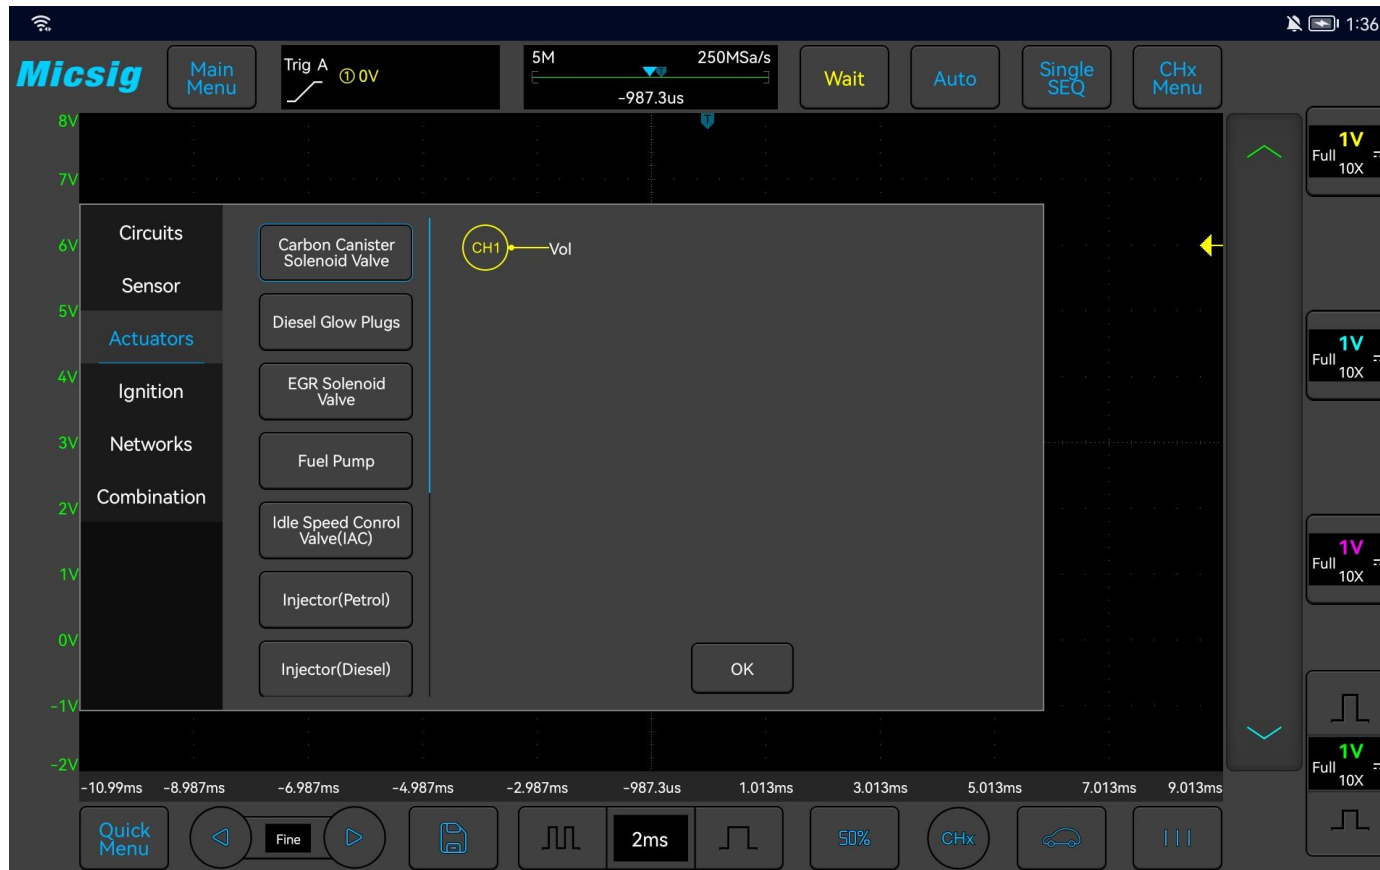 1:36
Micsig
Main
Menu
Trig A
① 0V
5M
250MSa/s
-987.3us
Wait
Auto
Single
SEQ
CHx
Menu
T
8V
7V
6V
5V
4V
3V
2V
1V
0V
-1V
-2V
Circuits
Sensor
Actuators
Ignition
Networks
Combination
Carbon Canister
Solenoid Valve
Diesel Glow Plugs
EGR Solenoid
Valve
Fuel Pump
Idle Speed Conrol
Valve(IAC)
Injector(Petrol)
Injector(Diesel)
CH1
Vol
OK
1V
Full
10X
1V
Full
10X
1V
Full
10X
1V
Full
10X
-10.99ms -8.987ms -6.987ms -4.987ms -2.987ms -987.3us 1.013ms 3.013ms 5.013ms 7.013ms 9.013ms
Quick
Menu
Fine
2ms
50%
CHx